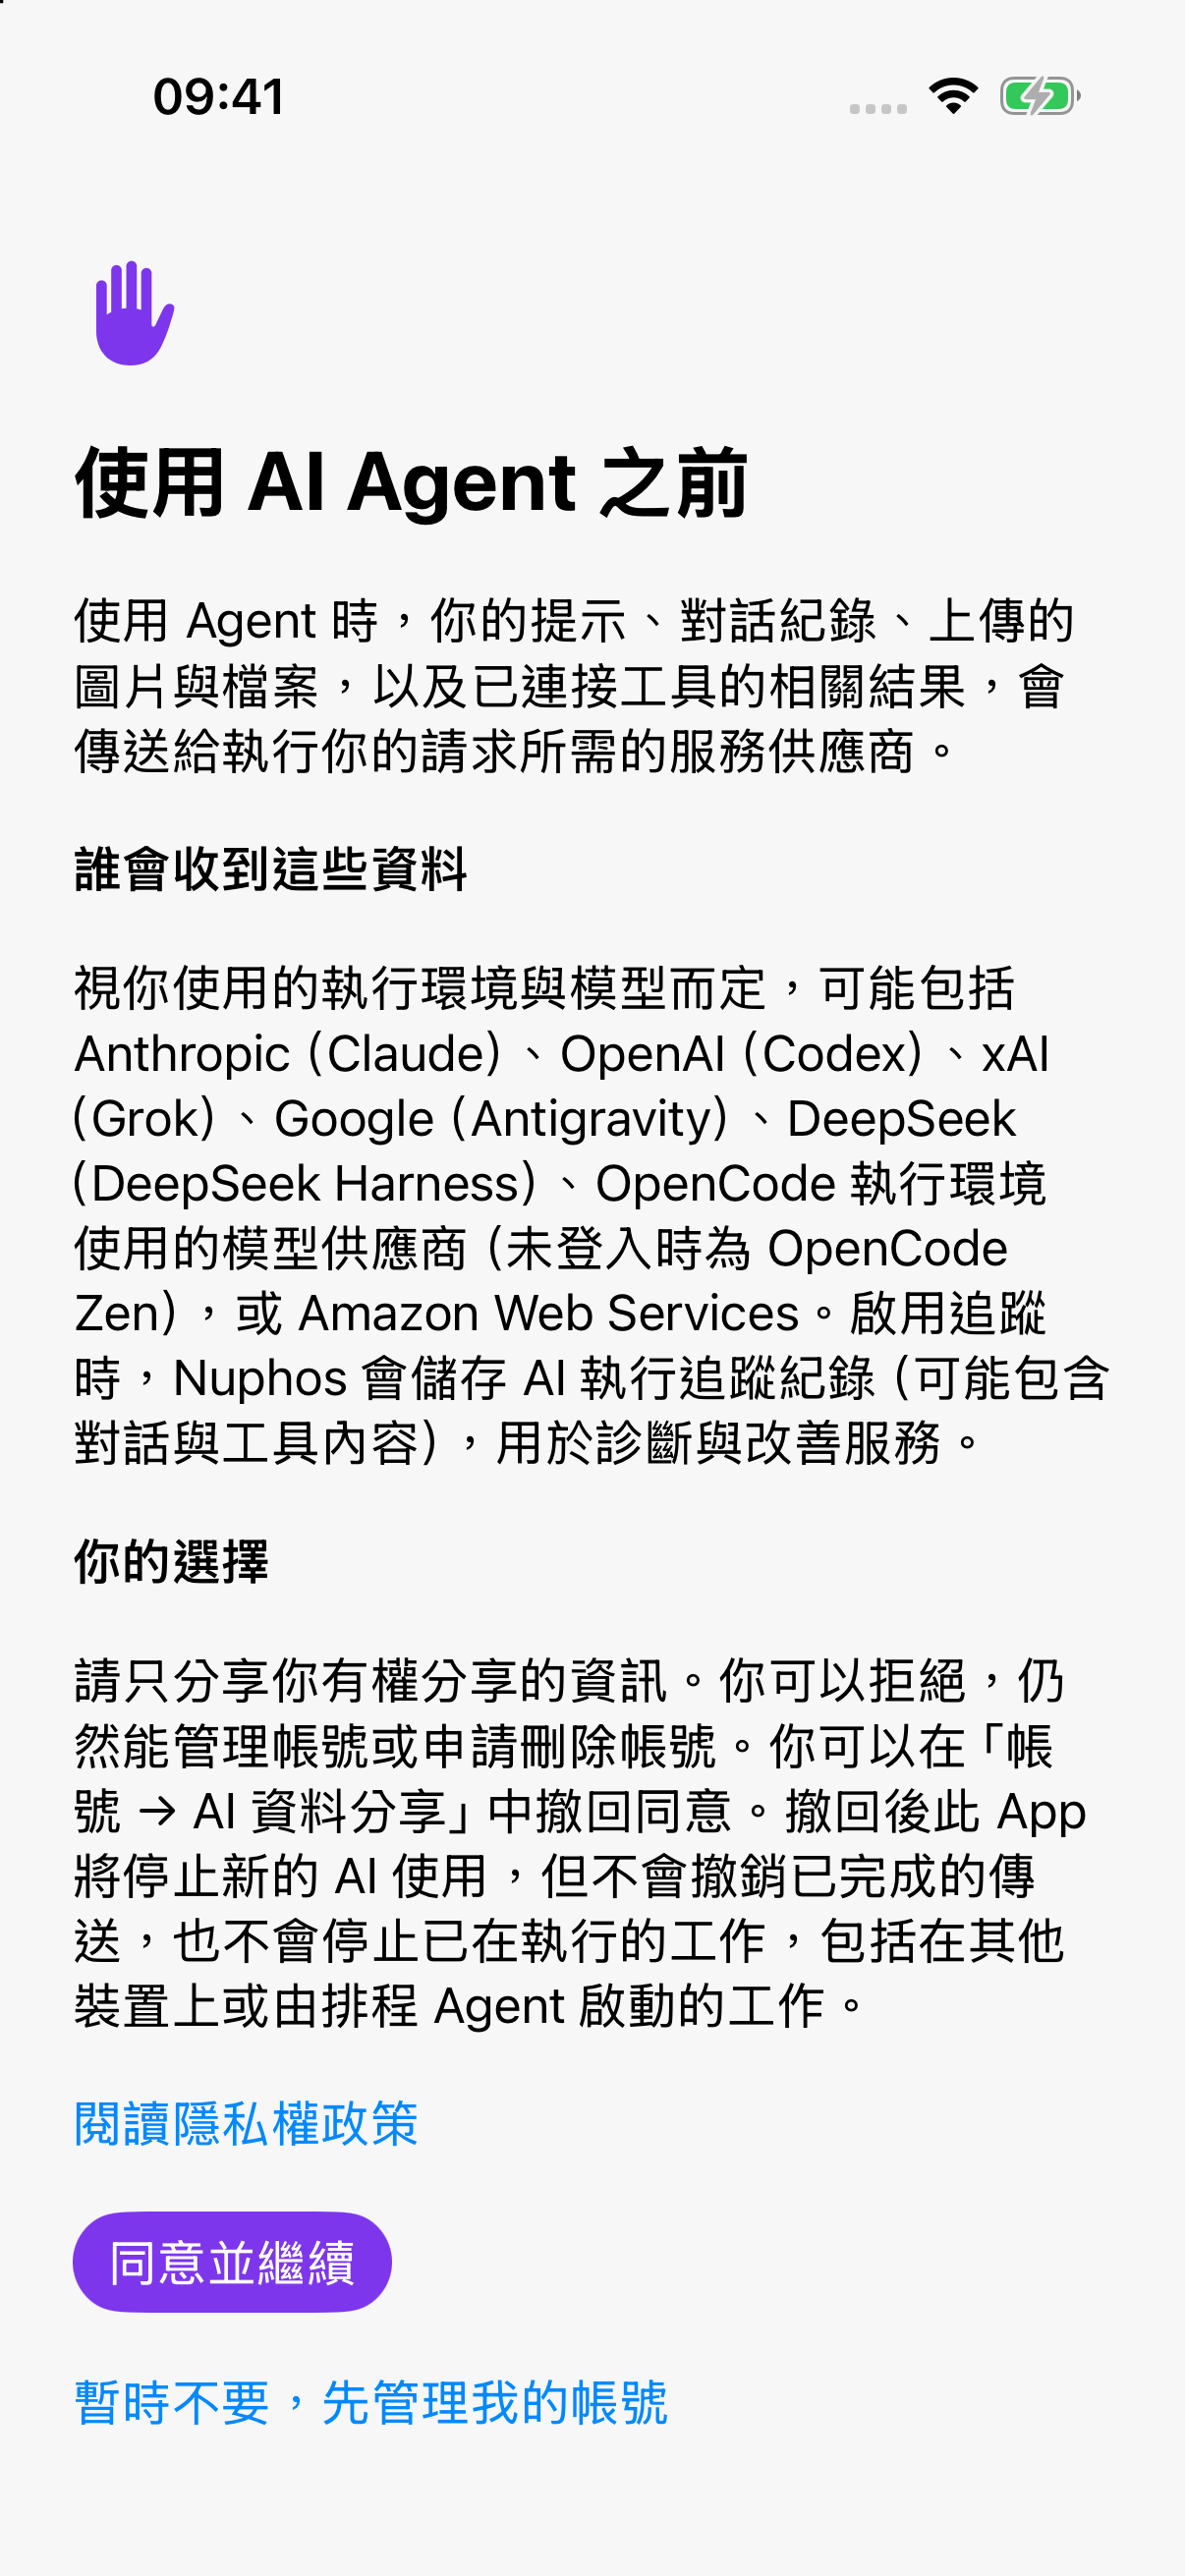 09:41
使用 AI Agent 之前
使用 Agent 時，你的提示、對話紀錄、上傳的
圖片與檔案，以及已連接工具的相關結果，會
傳送給執行你的請求所需的服務供應商。
誰會收到這些資料
視你使用的執行環境與模型而定，可能包括
Anthropic (Claude)、OpenAI (Codex)、xAI
(Grok)、Google (Antigravity)、DeepSeek
(DeepSeek Harness)、OpenCode 執行環境
使用的模型供應商 (未登入時為 OpenCode
Zen)，或 Amazon Web Services。啟用追蹤
時，Nuphos 會儲存 AI 執行追蹤紀錄 (可能包含
對話與工具內容)，用於診斷與改善服務。
你的選擇
請只分享你有權分享的資訊。你可以拒絕，仍
然能管理帳號或申請刪除帳號。你可以在「帳
號 → AI 資料分享」中撤回同意。撤回後此 App
將停止新的 AI 使用，但不會撤銷已完成的傳
送，也不會停止已在執行的工作，包括在其他
裝置上或由排程 Agent 啟動的工作。
閱讀隱私權政策
同意並繼續
暫時不要，先管理我的帳號